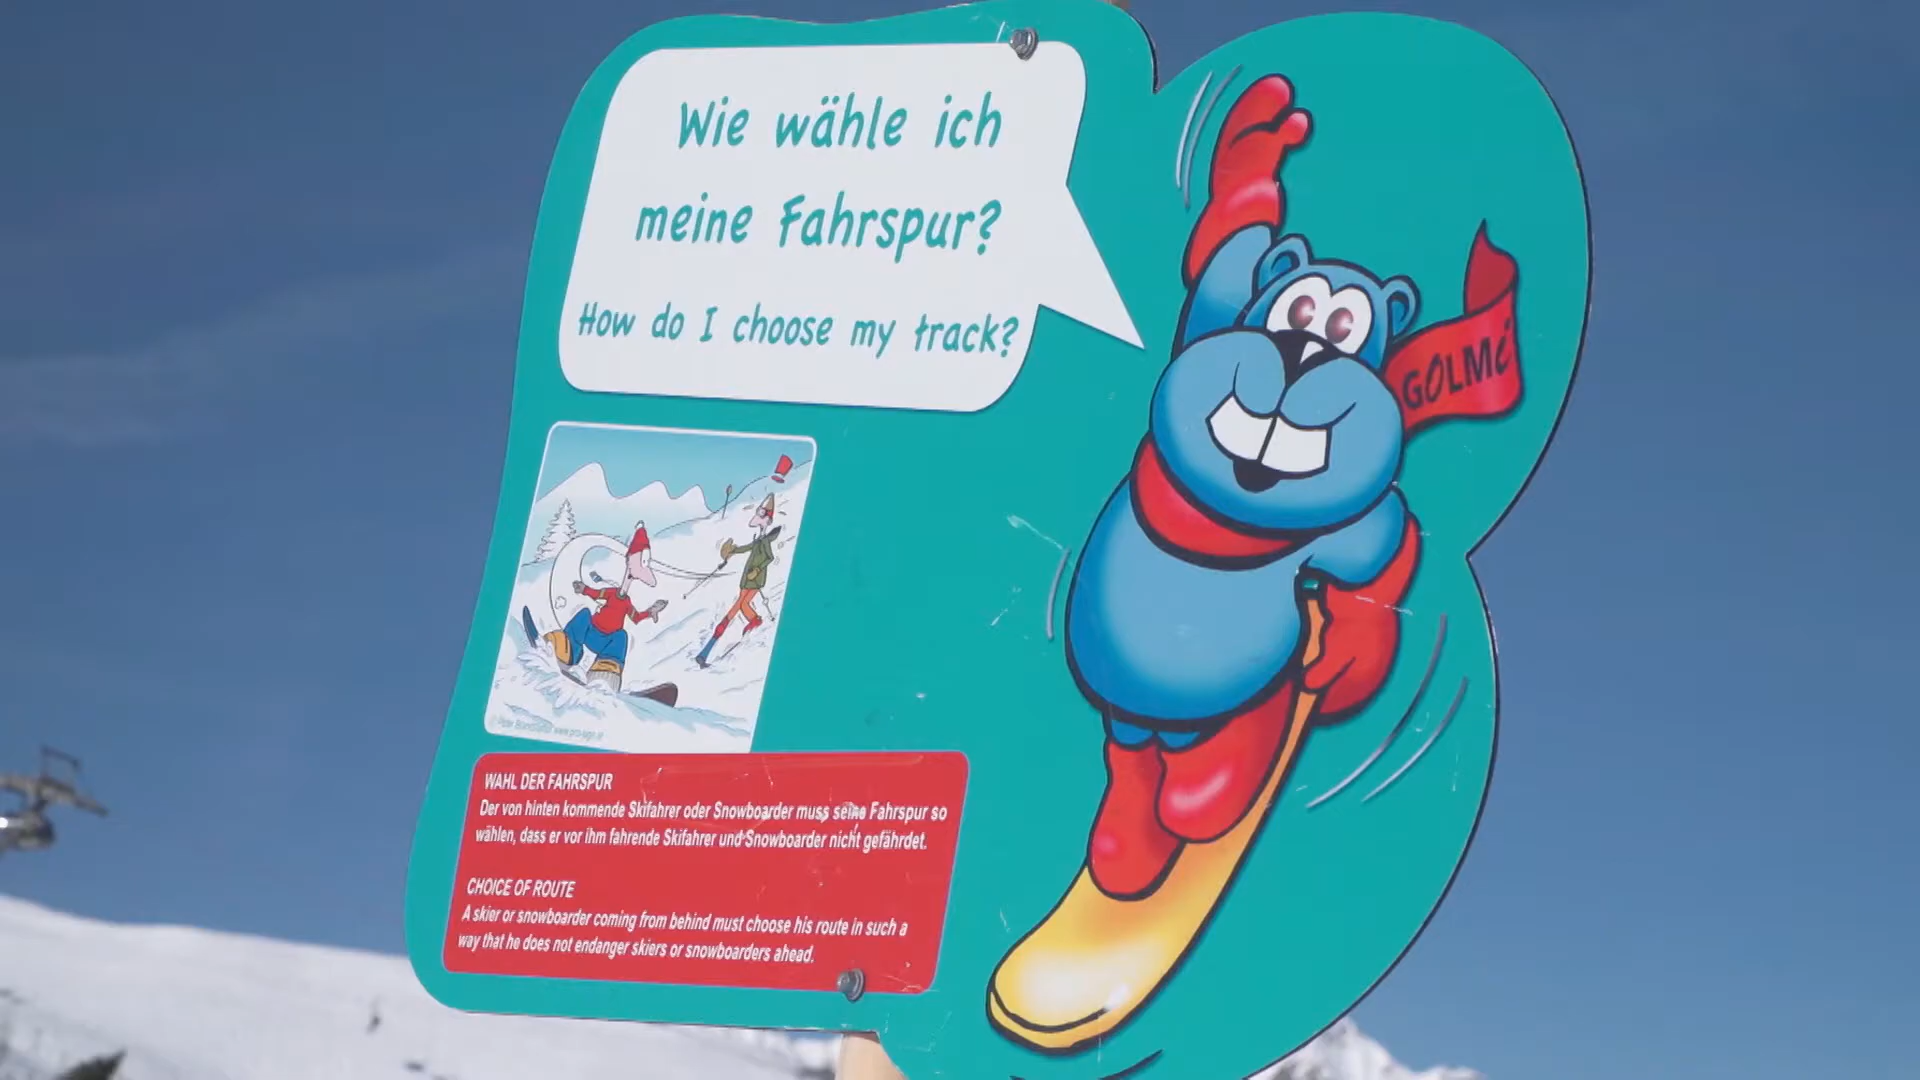 Wie wähle ich
meine Fahrspur?
How do I choose my track?
GOLMi
WAHL DER FAHRSPUR
Der von hinten kommende Skifahrer oder Snowboarder muss seine Fahrspur so
wählen, dass er vor ihm fahrende Skifahrer und Snowboarder nicht gefährdet.
CHOICE OF ROUTE
A skier or snowboarder coming from behind must choose his route in such a
way that he does not endanger skiers or snowboarders ahead.